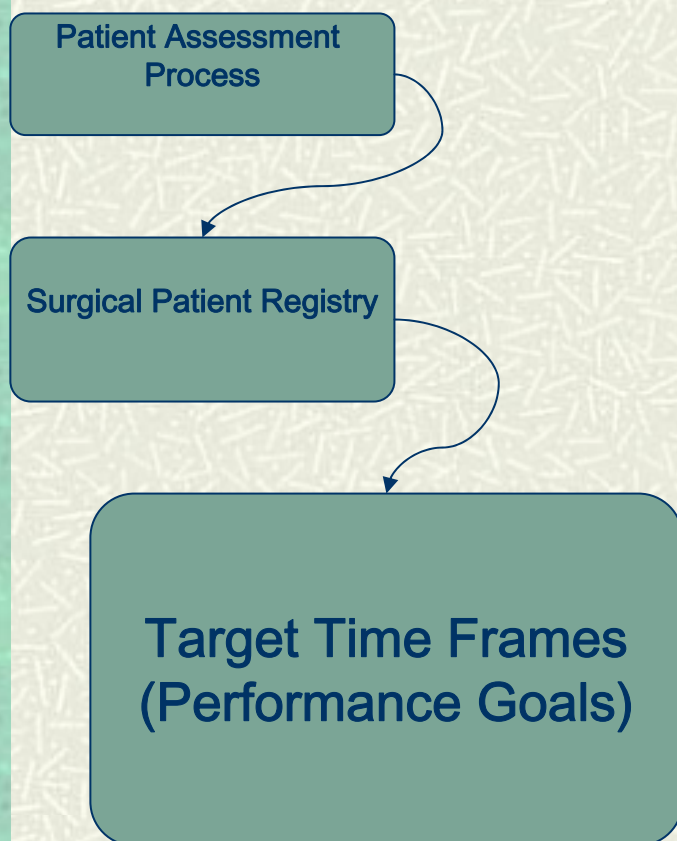 Patient Assessment
Process
Surgical Patient Registry
Target Time Frames
(Performance Goals)